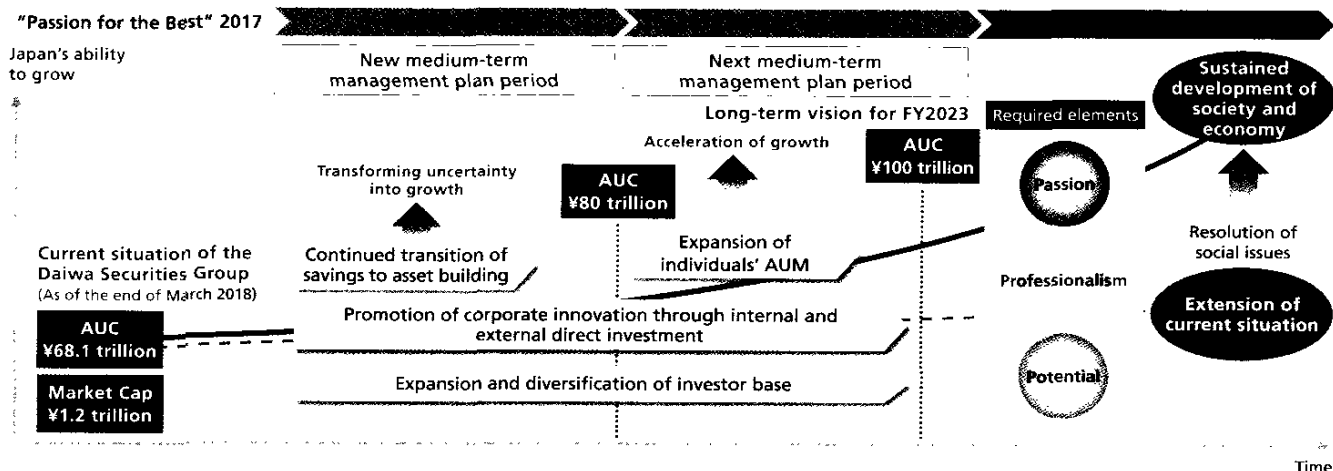 "Passion for the Best" 2017
Japan's ability
to grow
New medium-term
management plan period
Next medium-term
management plan period
Long-term vision for FY2023
Required elements
Sustained
development of
society and
economy
Acceleration of growth
AUC
¥100 trillion
Transforming uncertainty
into growth
AUC
¥80 trillion
Passion
Current situation of the
Daiwa Securities Group
(As of the end of March 2018)
Continued transition of
savings to asset building
Expansion of
individuals' AUM
Resolution of
social issues
Professionalism
AUC
¥68.1 trillion
Promotion of corporate innovation through internal and
external direct investment
Extension of
current situation
Market Cap
¥1.2 trillion
Expansion and diversification of investor base
Potential
Time